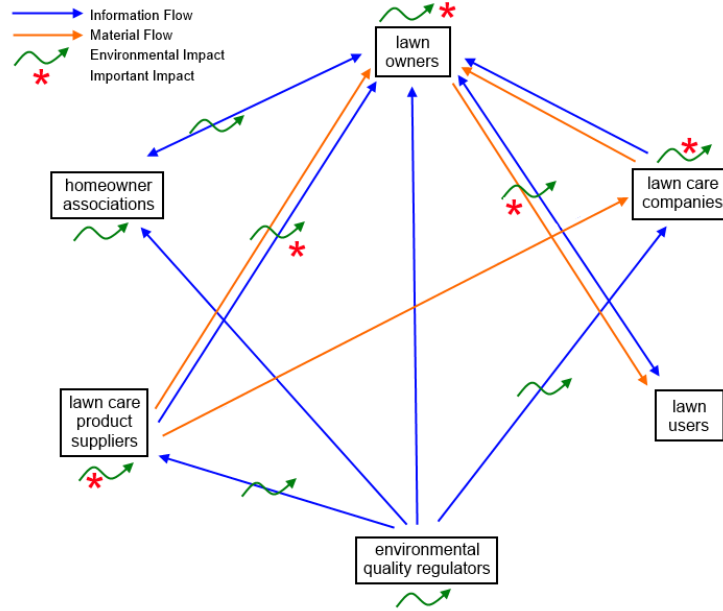 Information Flow
Material Flow
Environmental Impact
Important Impact
lawn
owners
homeowner
associations
lawn care
companies
lawn care
product
suppliers
lawn
users
environmental
quality regulators